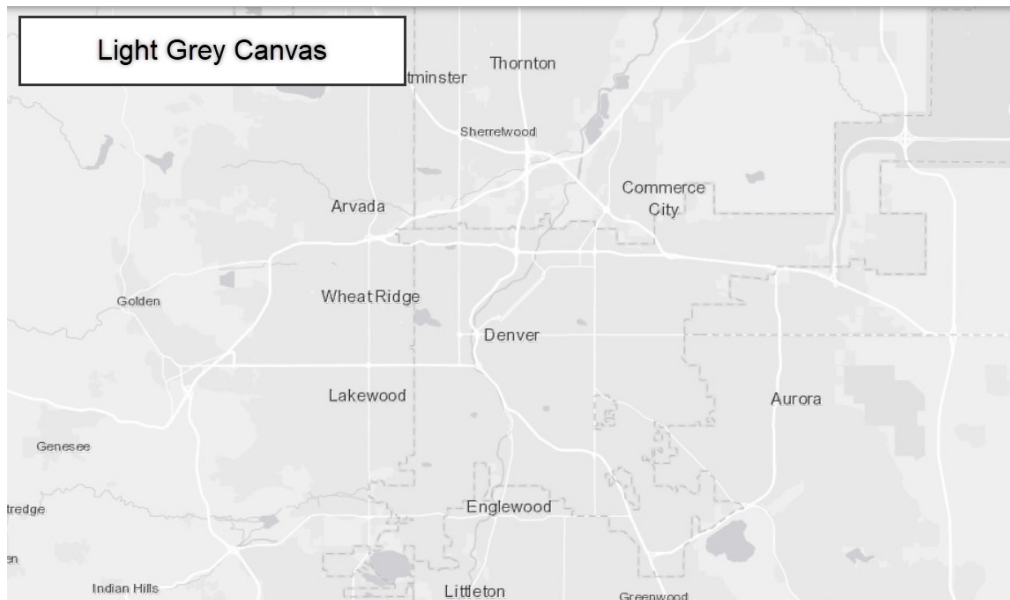 Light Grey Canvas
tminster
Thornton
Sherrelwood
Commerce
City
Arvada
Wheat Ridge
Golden
Denver
Lakewood
Aurora
Genesee
Englewood
tredge
en
Indian Hills
Littleton
Greenwood